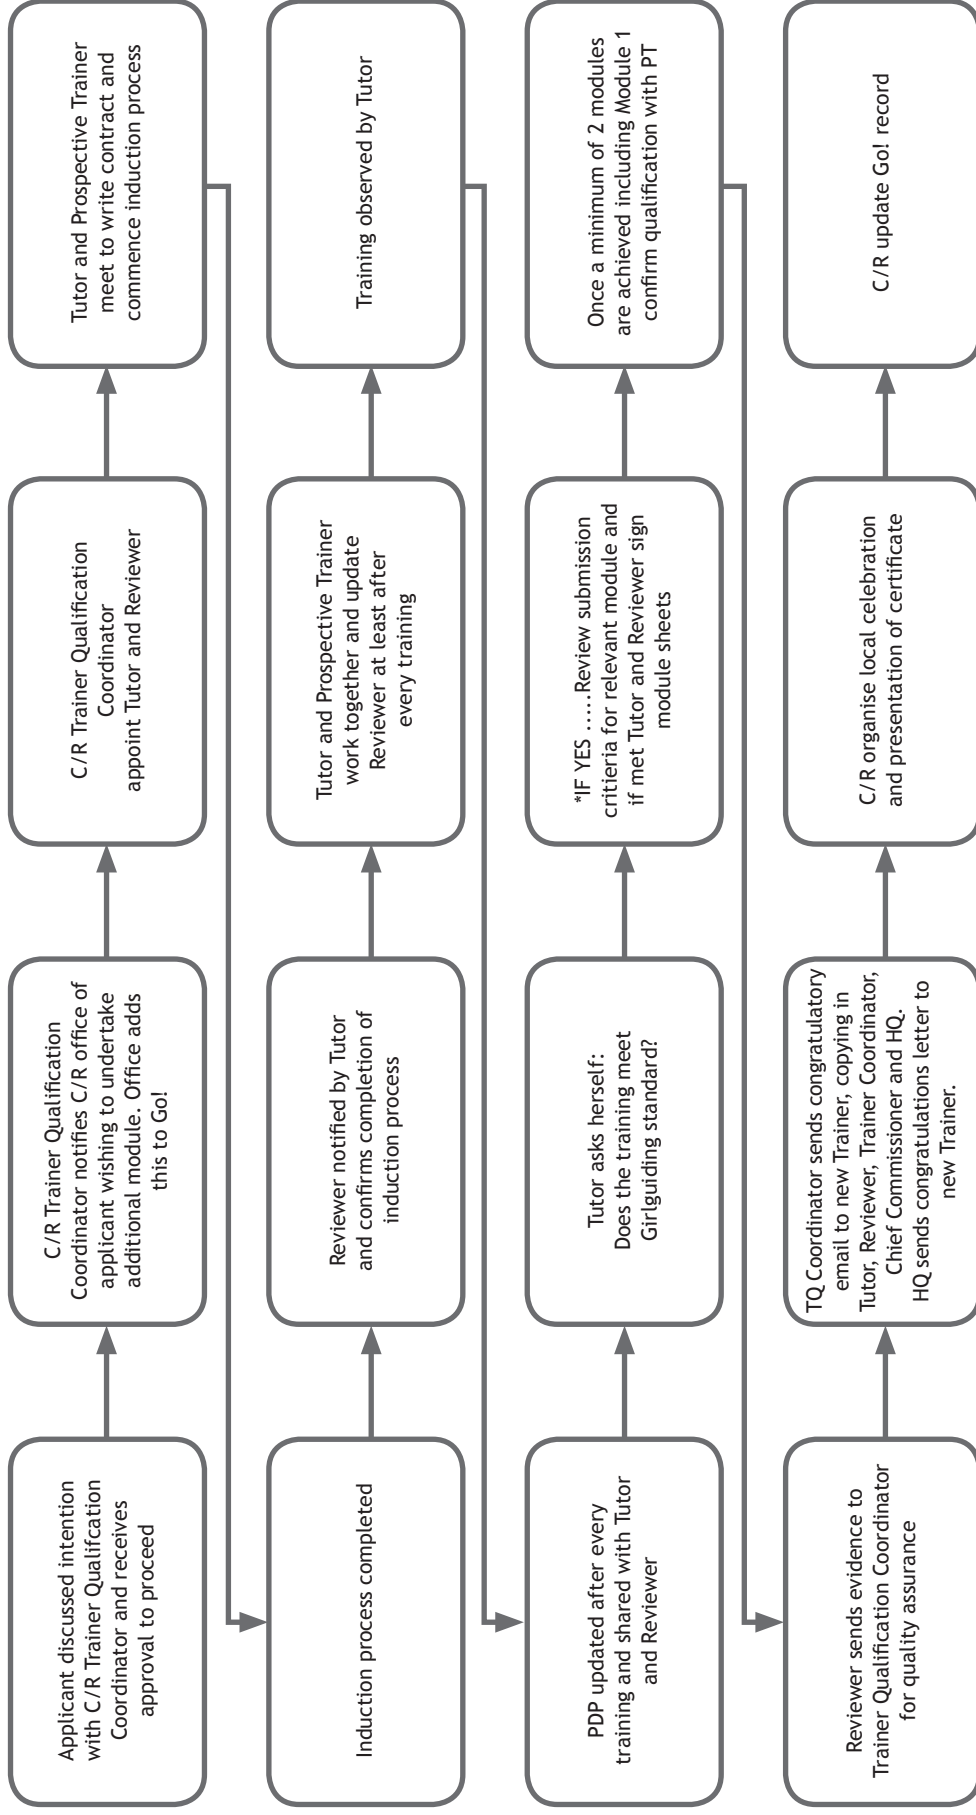 Applicant discussed intention
with C/R Trainer Qualifcation
Coordinator and receives
approval to proceed
C/R Trainer Qualification
Coordinator notifies C/R office of
applicant wishing to undertake
additional module. Office adds
this to Go!
C/R Trainer Qualification
Coordinator
appoint Tutor and Reviewer
Tutor and Prospective Trainer
meet to write contract and
commence induction process
Induction process completed
Reviewer notified by Tutor
and confirms completion of
induction process
Tutor and Prospective Trainer
work together and update
Reviewer at least after
every training
Training observed by Tutor
PDP updated after every
training and shared with Tutor
and Reviewer
Tutor asks herself:
Does the training meet
Girlguiding standard?
*IF YES .....Review submission
critieria for relevant module and
if met Tutor and Reviewer sign
module sheets
Once a minimum of 2 modules
are achieved including Module 1
confirm qualification with PT
Reviewer sends evidence to
Trainer Qualification Coordinator
for quality assurance
TQ Coordinator sends congratulatory
email to new Trainer, copying in
Tutor, Reviewer, Trainer Coordinator,
Chief Commissioner and HQ.
HQ sends congratulations letter to
new Trainer.
C/R organise local celebration
and presentation of certificate
C/R update Go! record